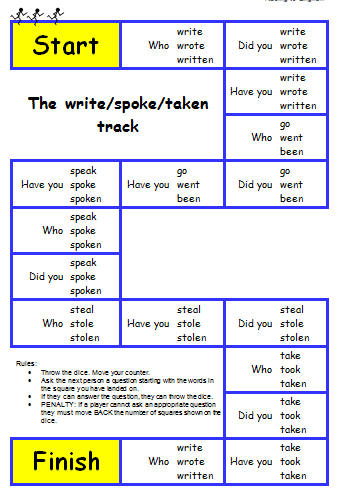 Start
Who
write
wrote
written
Did you
write
wrote
written
The write/spoke/taken
track
Have you
write
wrote
written
Who
go
went
been
Have you
speak
spoke
spoken
Have you
go
went
been
Did you
go
went
been
Who
speak
spoke
spoken
Did you
speak
spoke
spoken
Who
steal
stole
stolen
Have you
steal
stole
stolen
Did you
steal
stole
stolen
Rules:
• Throw the dice. Move your counter.
• Ask the next person a question starting with the words in
the square you have landed on.
• If they can answer the question, they can throw the dice.
• PENALTY: If a player cannot ask an appropriate question
they must move BACK the number of squares shown on the
dice.
Who
take
took
taken
Did you
take
took
taken
Finish
Who
write
wrote
written
Have you
take
took
taken